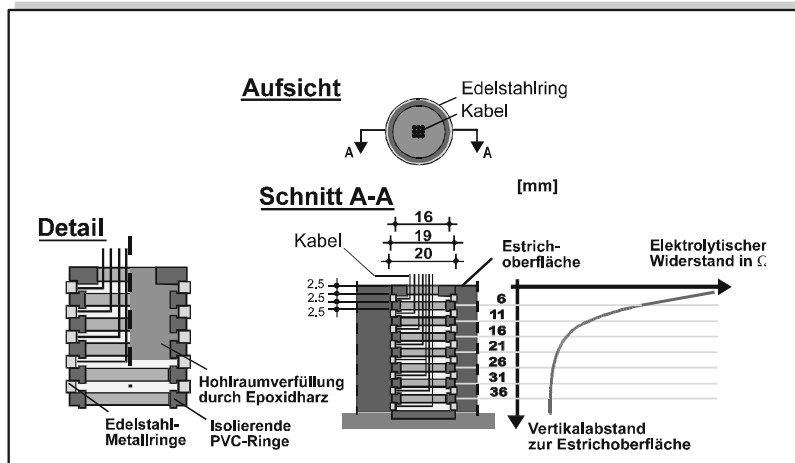 Aufsicht
Edelstahlring
Kabel
A
A
Schnitt A-A
[mm]
16
19
20
Kabel
Estrich-
oberfläche
Elektrolytischer
Widerstand in Ω
2.5
2.5
2.5
6
11
16
21
26
31
36
Vertikalabstand
zur Estrichoberfläche
Detail
Hohlraumverfüllung
durch Epoxidharz
Edelstahl-
Metallringe
Isolierende
PVC-Ringe